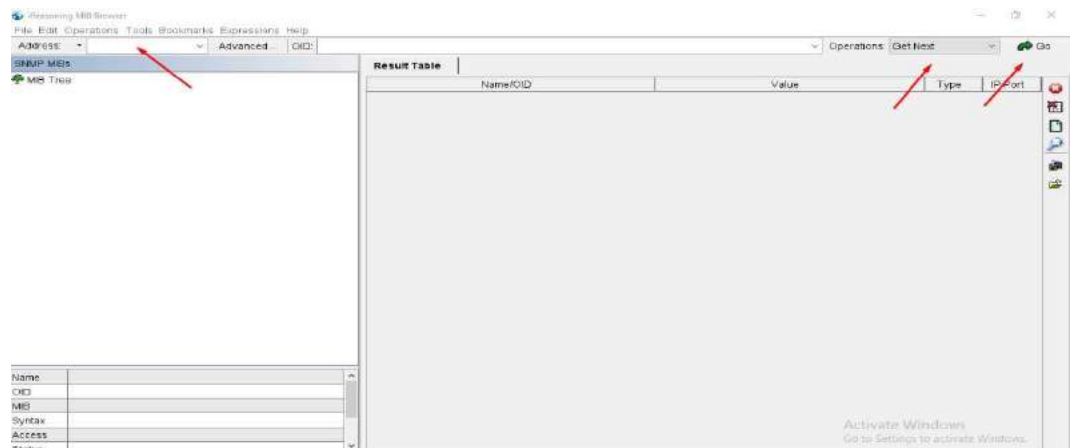 iReasoning MIB Browser
File Edit Operations Tools Bookmarks Expressions Help
Address: Advanced... OID: Operations: Get Next Go
SNMP MIBs
MIB Tree
Result Table
Name/OID Value Type IP:Port
Name
OID
MIB
Syntax
Access
Activate Windows
Go to Settings to activate Windows.